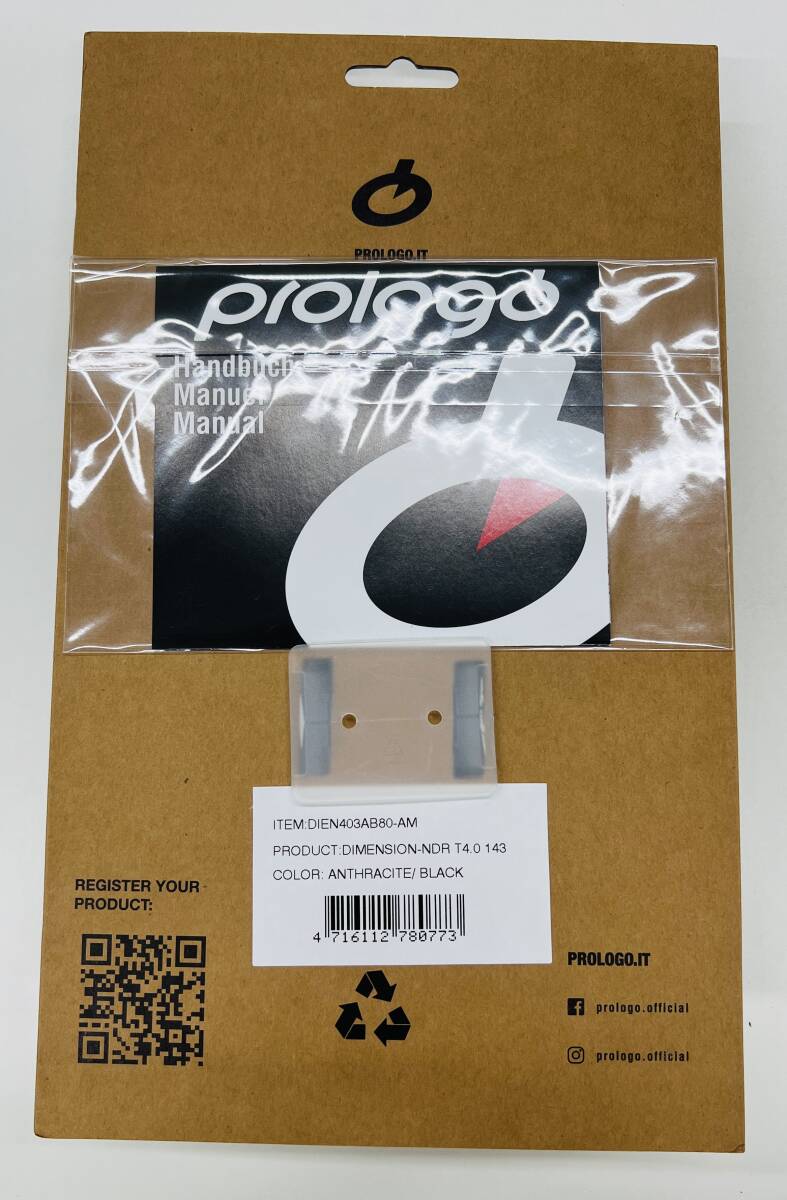 PROLOGO.IT
prologo
Handbuch
Manuel
Manual
ITEM:DIEN403AB80-AM
PRODUCT:DIMENSION-NDR T4.0 143
COLOR: ANTHRACITE/ BLACK
4 716112 780773
REGISTER YOUR
PRODUCT:
PROLOGO.IT
prologo.official
prologo.official